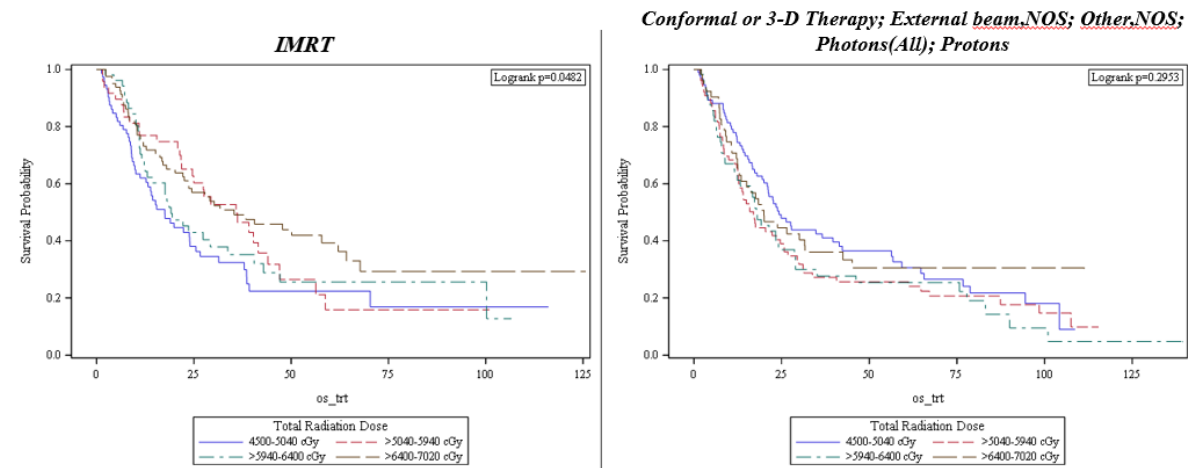 IMRT
Logrank p=0.0482
Survival Probability
1.0
0.8
0.6
0.4
0.2
0.0
0 25 50 75 100 125
os_trt
Total Radiation Dose
4500-5040 cGy >5040-5940 cGy
>5940-6400 cGy >6400-7020 cGy
Conformal or 3-D Therapy; External beam,NOS; Other,NOS;
Photons(All); Protons
Logrank p=0.2953
Survival Probability
1.0
0.8
0.6
0.4
0.2
0.0
0 25 50 75 100 125
os_trt
Total Radiation Dose
4500-5040 cGy >5040-5940 cGy
>5940-6400 cGy >6400-7020 cGy